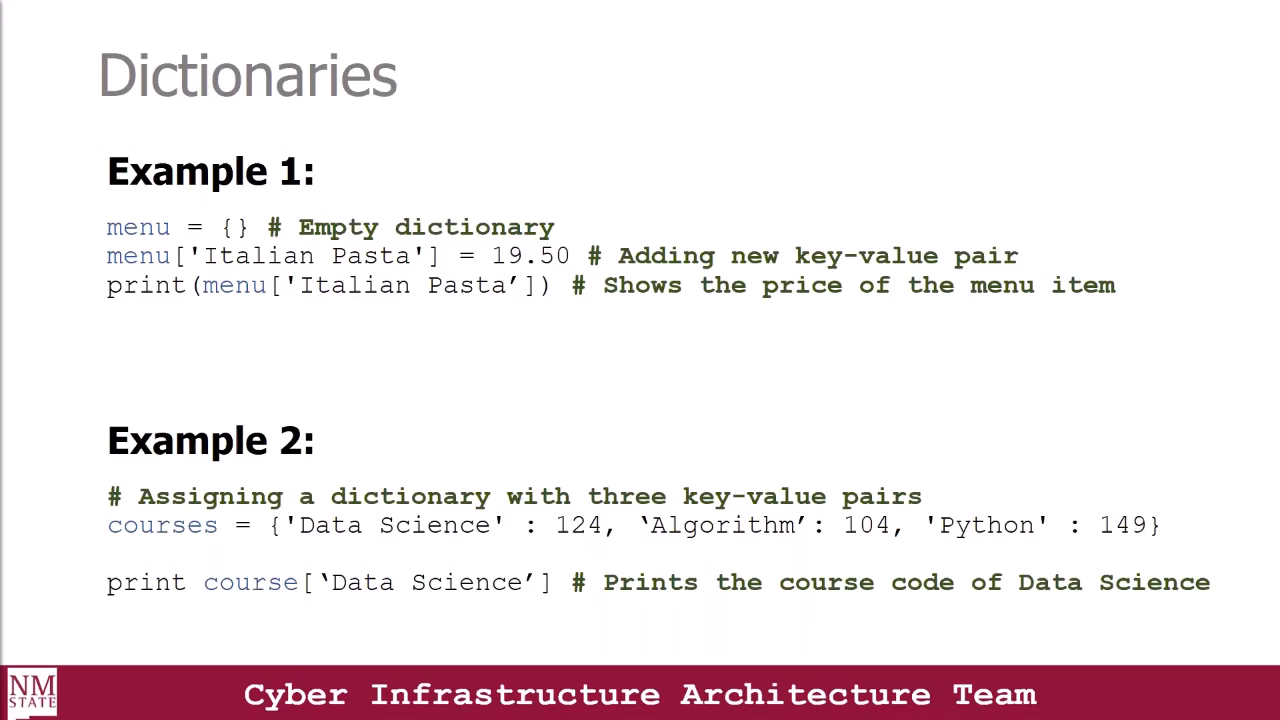 Dictionaries
Example 1:
menu = {} # Empty dictionary
menu['Italian Pasta'] = 19.50 # Adding new key-value pair
print(menu['Italian Pasta’]) # Shows the price of the menu item
Example 2:
# Assigning a dictionary with three key-value pairs
courses = {'Data Science' : 124, ‘Algorithm’: 104, 'Python' : 149}
print course[‘Data Science’] # Prints the course code of Data Science
NM
STATE
Cyber Infrastructure Architecture Team